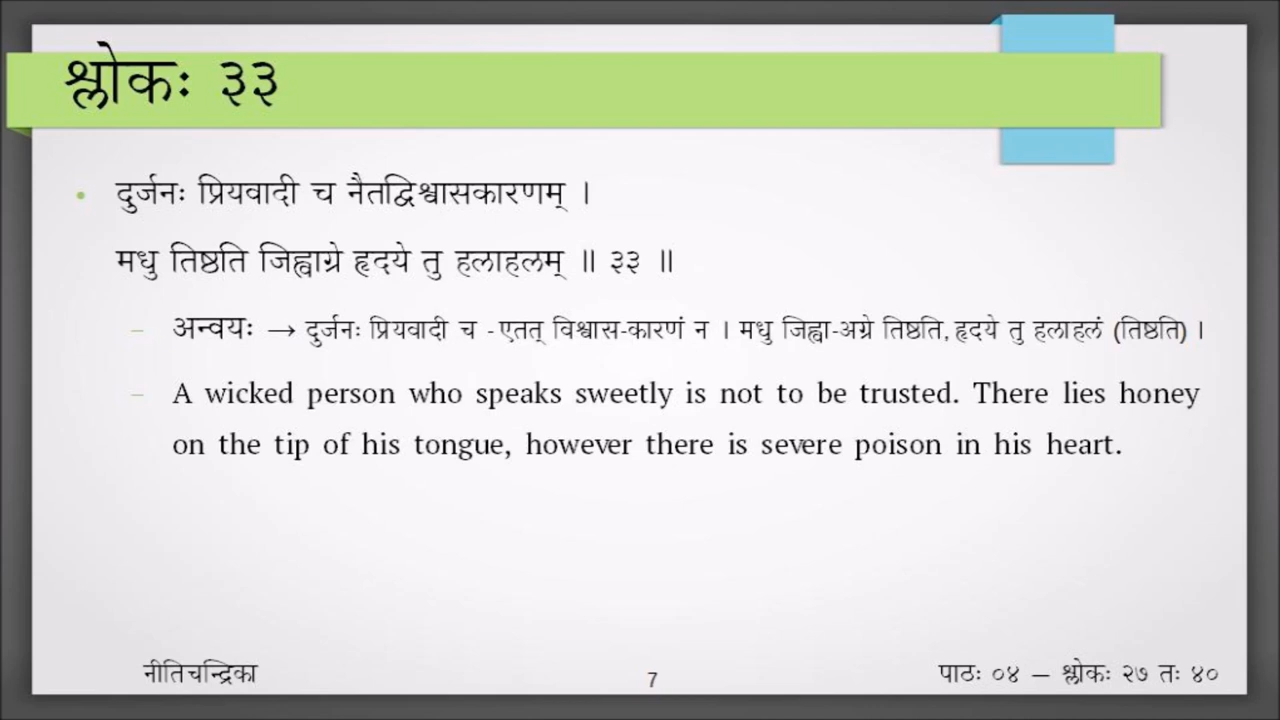 श्लोकः ३३
• दुर्जनः प्रियवादी च नैतद्विश्वासकारणम् ।
मधु तिष्ठति जिह्वाग्रे हृदये तु हलाहलम् ॥ ३३ ॥
– अन्वयः → दुर्जनः प्रियवादी च -एतत् विश्वास-कारणं न । मधु जिह्वा-अग्रे तिष्ठति, हृदये तु हलाहलं (तिष्ठति) ।
– A wicked person who speaks sweetly is not to be trusted. There lies honey
on the tip of his tongue, however there is severe poison in his heart.
नीतिचन्द्रिका 7 पाठः ०४ – श्लोकः २७ तः ४०